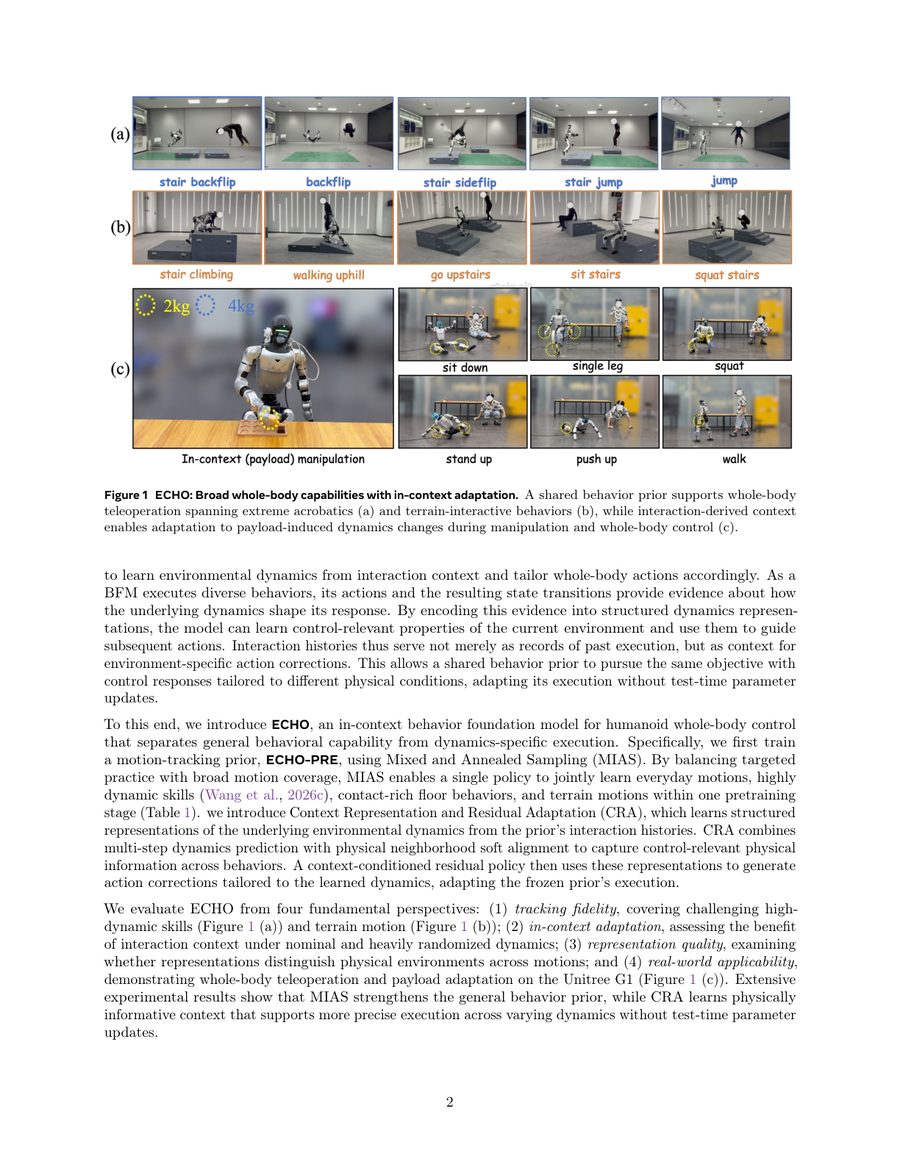 (a)
stair backflip backflip stair sideflip stair jump jump
(b)
stair climbing walking uphill go upstairs sit stairs squat stairs
(c)
2kg 4kg
sit down single leg squat
In-context (payload) manipulation stand up push up walk
Figure 1 ECHO: Broad whole-body capabilities with in-context adaptation. A shared behavior prior supports whole-body
teleoperation spanning extreme acrobatics (a) and terrain-interactive behaviors (b), while interaction-derived context
enables adaptation to payload-induced dynamics changes during manipulation and whole-body control (c).
to learn environmental dynamics from interaction context and tailor whole-body actions accordingly. As a
BFM executes diverse behaviors, its actions and the resulting state transitions provide evidence about how
the underlying dynamics shape its response. By encoding this evidence into structured dynamics represen-
tations, the model can learn control-relevant properties of the current environment and use them to guide
subsequent actions. Interaction histories thus serve not merely as records of past execution, but as context for
environment-specific action corrections. This allows a shared behavior prior to pursue the same objective with
control responses tailored to different physical conditions, adapting its execution without test-time parameter
updates.
To this end, we introduce ECHO, an in-context behavior foundation model for humanoid whole-body control
that separates general behavioral capability from dynamics-specific execution. Specifically, we first train
a motion-tracking prior, ECHO-PRE, using Mixed and Annealed Sampling (MIAS). By balancing targeted
practice with broad motion coverage, MIAS enables a single policy to jointly learn everyday motions, highly
dynamic skills (Wang et al., 2026c), contact-rich floor behaviors, and terrain motions within one pretraining
stage (Table 1). we introduce Context Representation and Residual Adaptation (CRA), which learns structured
representations of the underlying environmental dynamics from the prior's interaction histories. CRA combines
multi-step dynamics prediction with physical neighborhood soft alignment to capture control-relevant physical
information across behaviors. A context-conditioned residual policy then uses these representations to generate
action corrections tailored to the learned dynamics, adapting the frozen prior's execution.
We evaluate ECHO from four fundamental perspectives: (1) tracking fidelity, covering challenging high-
dynamic skills (Figure 1 (a)) and terrain motion (Figure 1 (b)); (2) in-context adaptation, assessing the benefit
of interaction context under nominal and heavily randomized dynamics; (3) representation quality, examining
whether representations distinguish physical environments across motions; and (4) real-world applicability,
demonstrating whole-body teleoperation and payload adaptation on the Unitree G1 (Figure 1 (c)). Extensive
experimental results show that MIAS strengthens the general behavior prior, while CRA learns physically
informative context that supports more precise execution across varying dynamics without test-time parameter
updates.
2